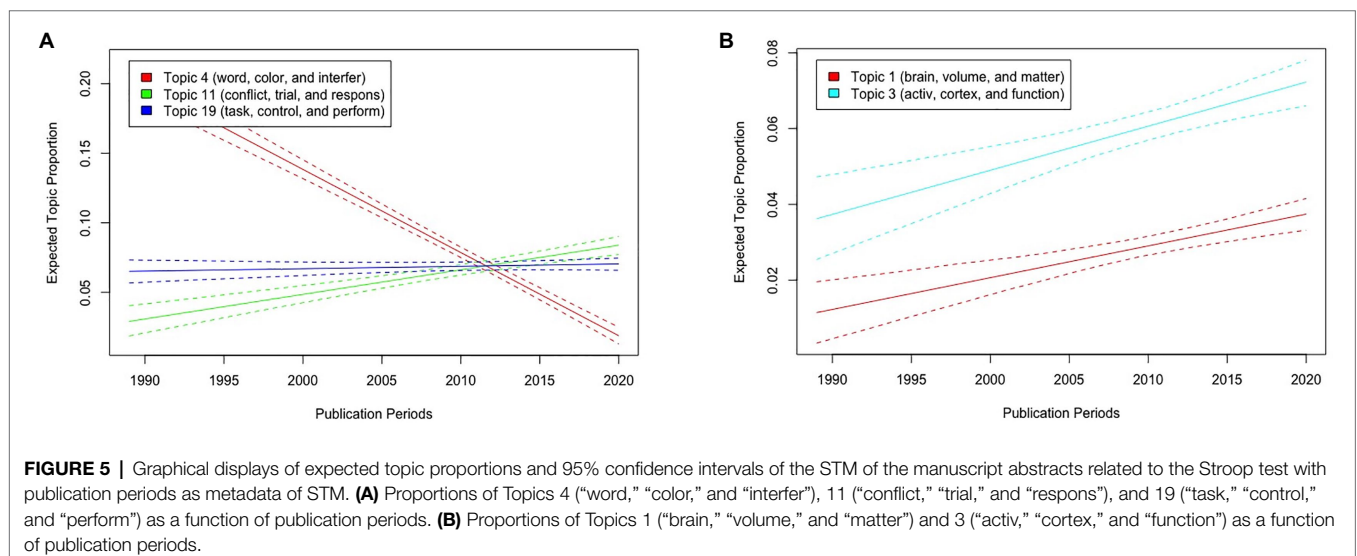 A
Expected Topic Proportion
0.20
0.15
0.10
0.05
Topic 4 (word, color, and interfer)
Topic 11 (conflict, trial, and respons)
Topic 19 (task, control, and perform)
1990 1995 2000 2005 2010 2015 2020
Publication Periods
B
Expected Topic Proportion
0.08
0.06
0.04
0.02
Topic 1 (brain, volume, and matter)
Topic 3 (activ, cortex, and function)
1990 1995 2000 2005 2010 2015 2020
Publication Periods
FIGURE 5 | Graphical displays of expected topic proportions and 95% confidence intervals of the STM of the manuscript abstracts related to the Stroop test with
publication periods as metadata of STM. (A) Proportions of Topics 4 (“word,” “color,” and “interfer”), 11 (“conflict,” “trial,” and “respons”), and 19 (“task,” “control,”
and “perform”) as a function of publication periods. (B) Proportions of Topics 1 (“brain,” “volume,” and “matter”) and 3 (“activ,” “cortex,” and “function”) as a function
of publication periods.